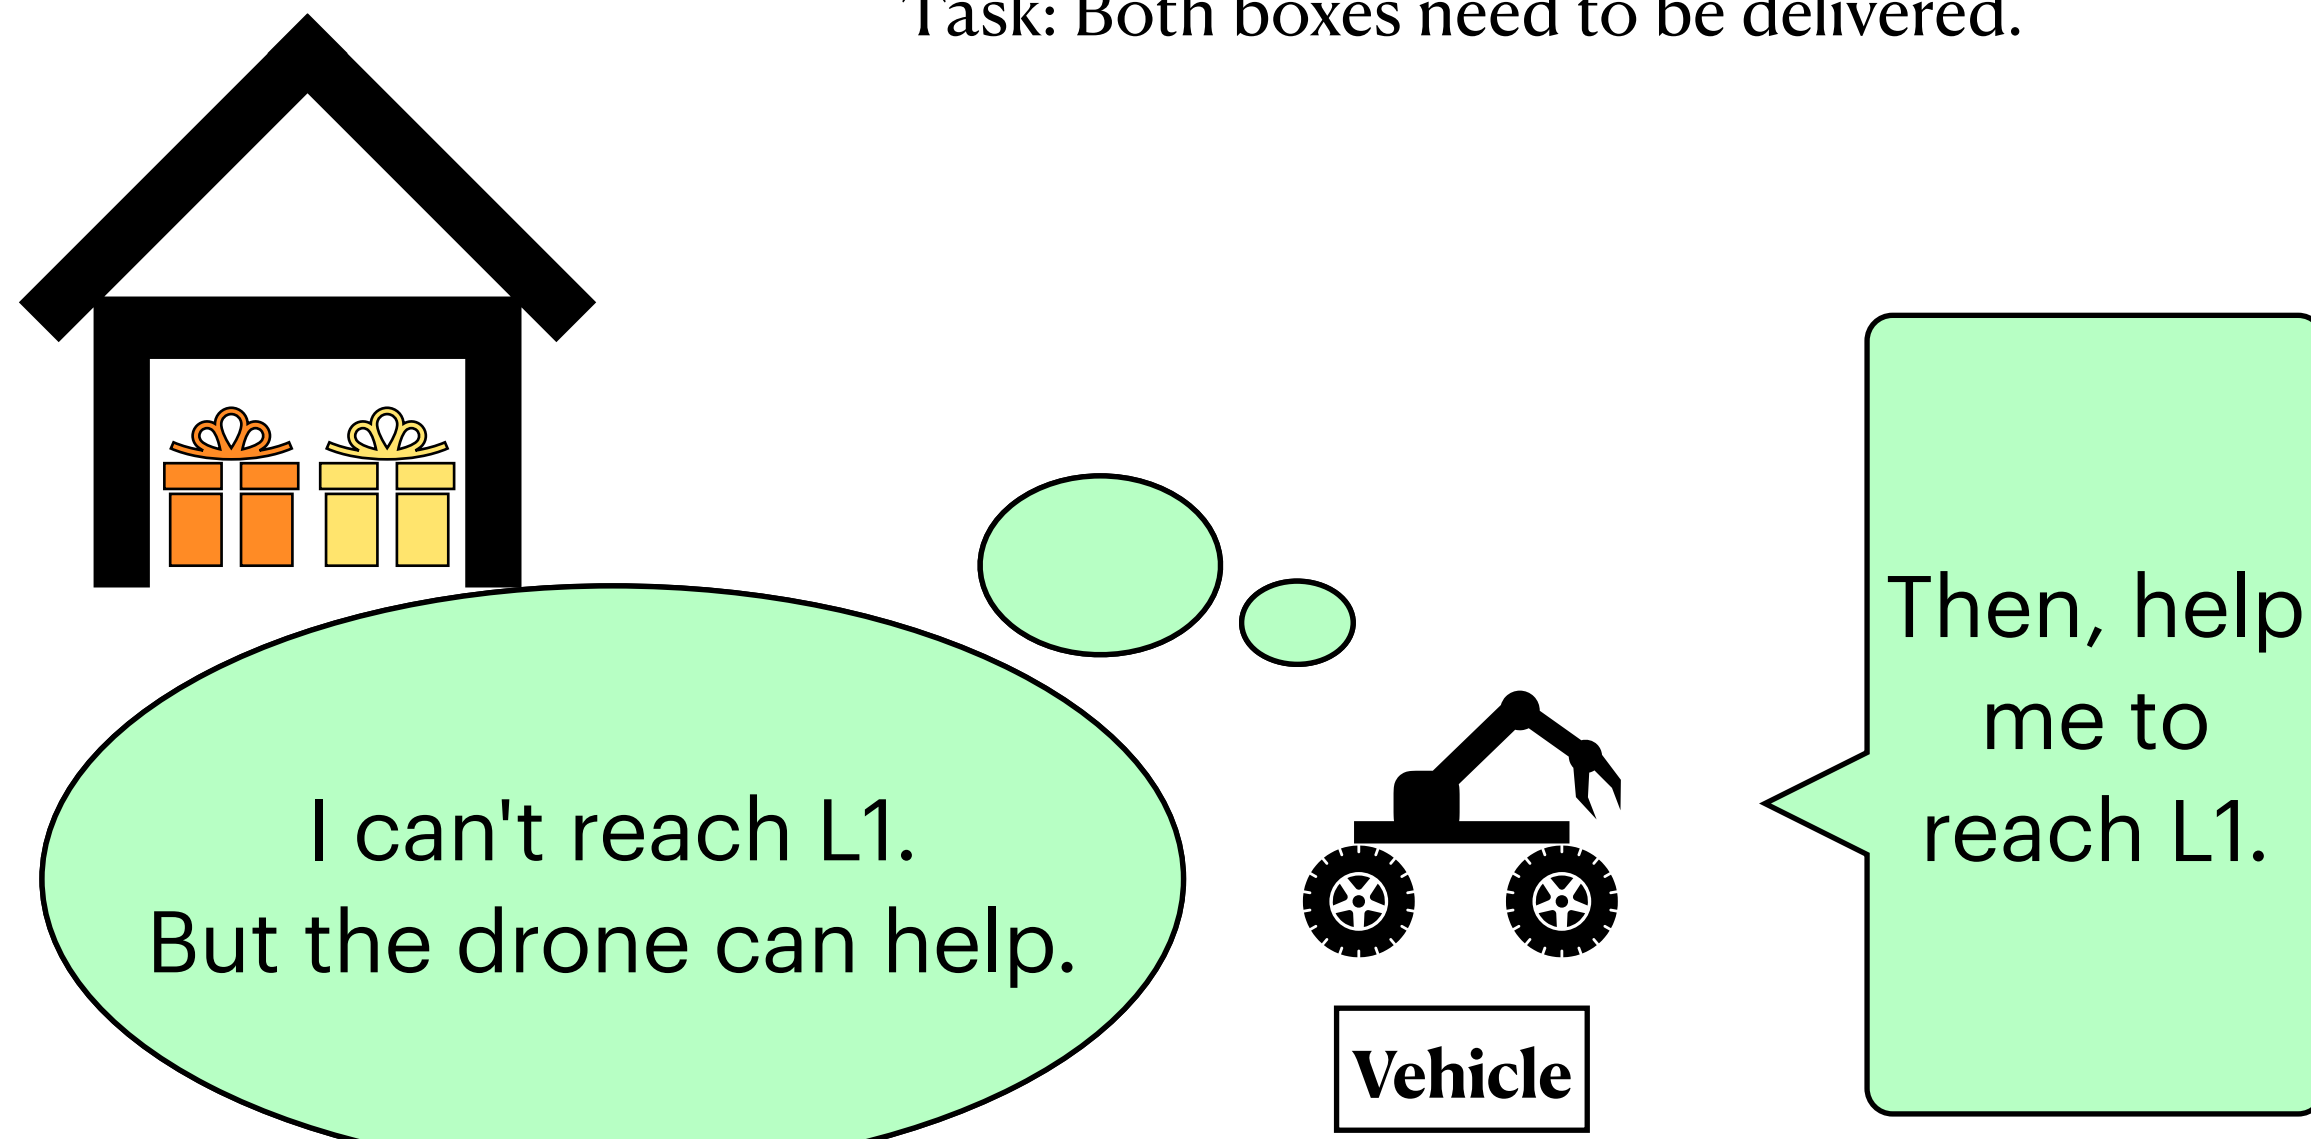 Task: Both boxes need to be delivered.
I can't reach L1.
But the drone can help.
Then, help
me to
reach L1.
Vehicle